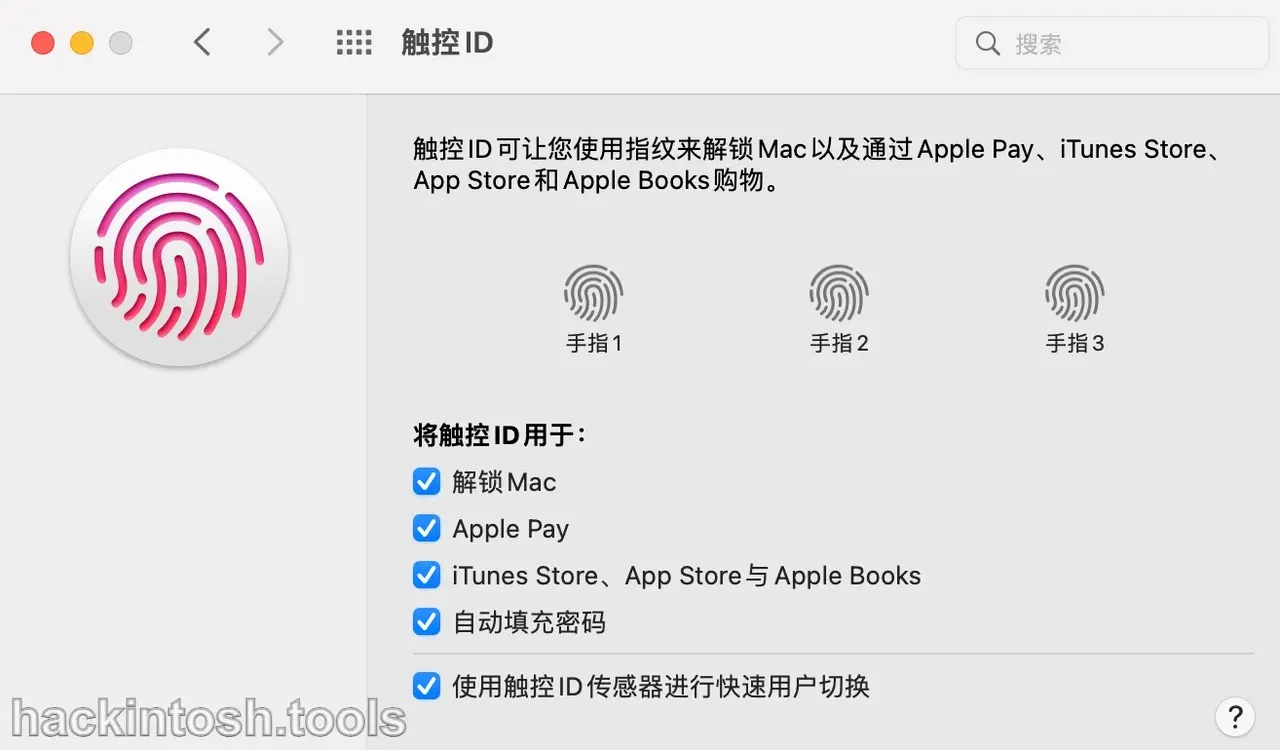 触控 ID
搜索
触控 ID 可让您使用指纹来解锁 Mac 以及通过 Apple Pay、iTunes Store、
App Store 和 Apple Books 购物。
手指 1
手指 2
手指 3
将触控 ID 用于：
解锁 Mac
Apple Pay
iTunes Store、App Store 与 Apple Books
自动填充密码
使用触控 ID 传感器进行快速用户切换
hackintosh.tools
?